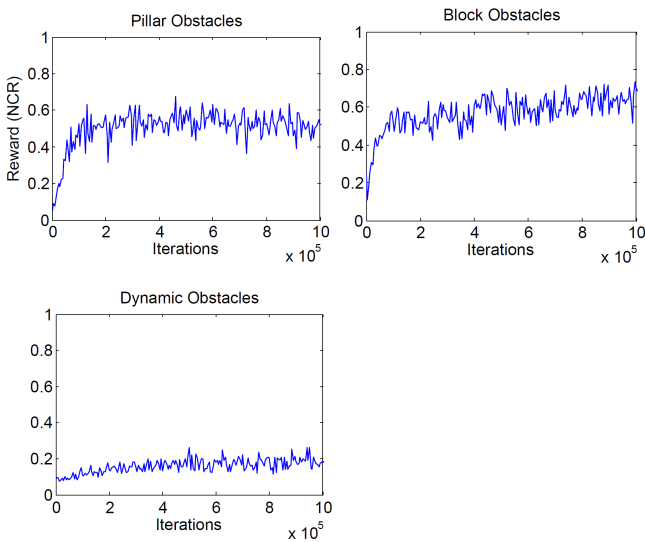 Pillar Obstacles
1
0.8
0.6
0.4
0.2
0
Reward (NCR)
0 2 4 6 8 10
Iterations
x 10^5
Block Obstacles
1
0.8
0.6
0.4
0.2
0
0 2 4 6 8 10
Iterations
x 10^5
Dynamic Obstacles
1
0.8
0.6
0.4
0.2
0
0 2 4 6 8 10
Iterations
x 10^5